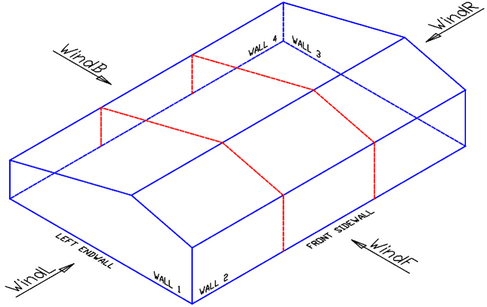 WindR
WALL 4
WALL 3
WindB
LEFT ENDWALL
FRONT SIDEWALL
WindF
WindL
WALL 1
WALL 2